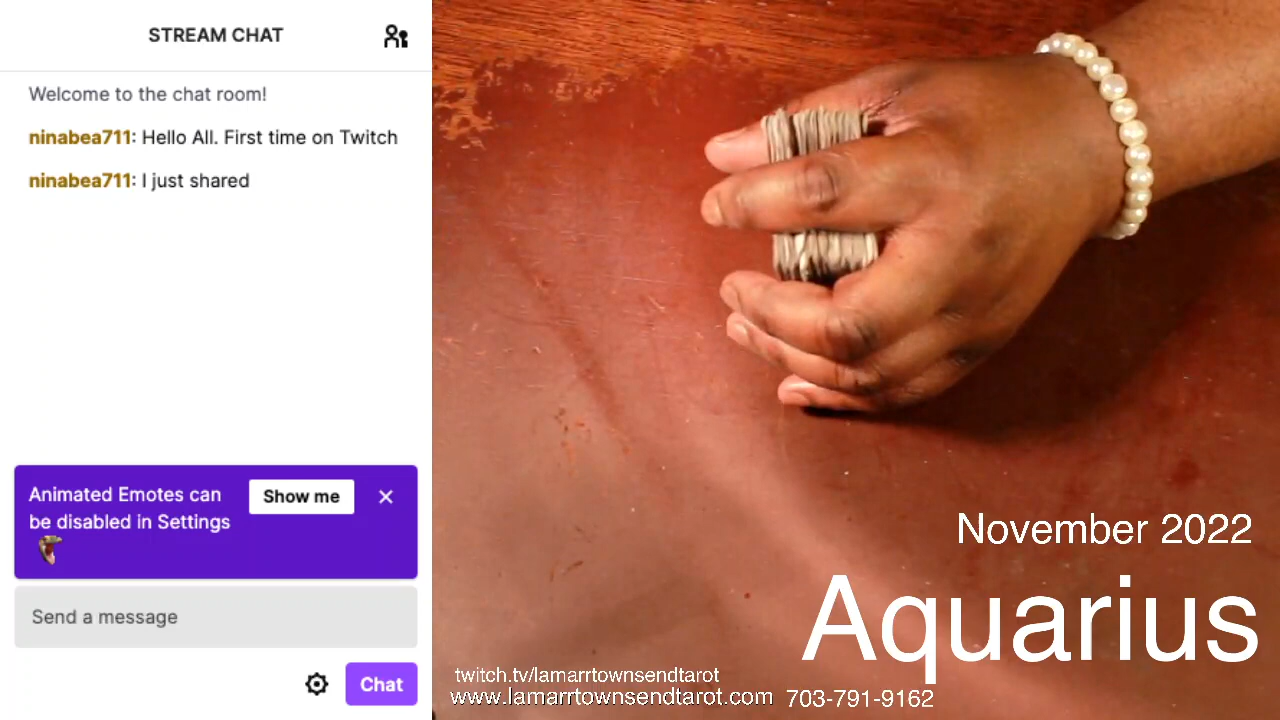 STREAM CHAT
Welcome to the chat room!
ninabea711: Hello All. First time on Twitch
ninabea711: I just shared
Animated Emotes can
be disabled in Settings
Show me
Send a message
Chat
November 2022
Aquarius
twitch.tv/lamarrtownsendtarot
www.lamarrtownsendtarot.com 703-791-9162